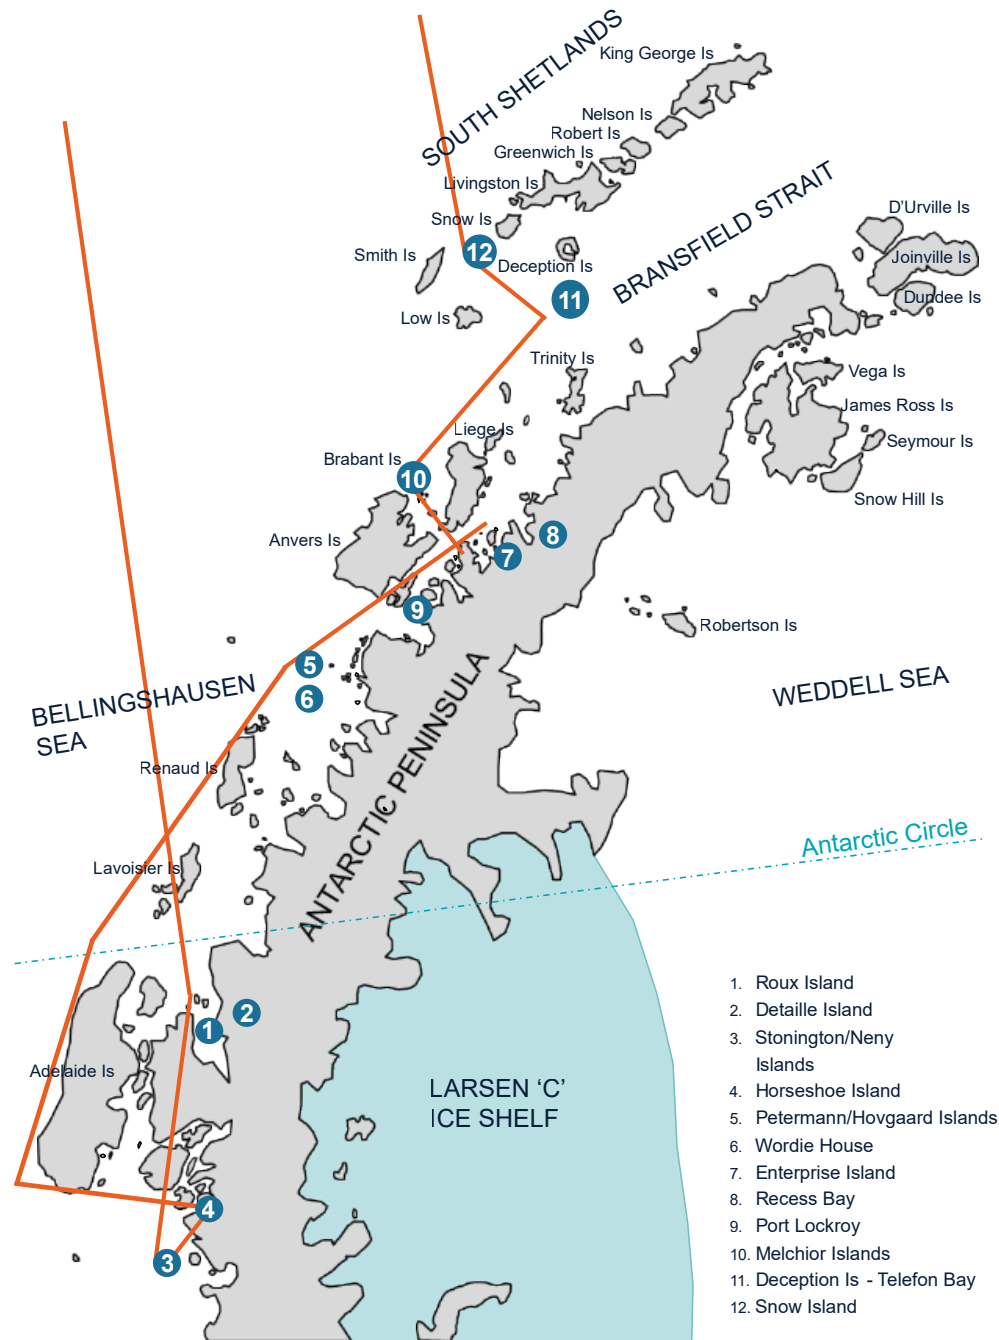 SOUTH SHETLANDS
King George Is
Nelson Is
Robert Is
Greenwich Is
Livingston Is
Snow Is
12
Smith Is
Deception Is
11
BRANSFIELD STRAIT
D'Urville Is
Joinville Is
Dundee Is
Low Is
Trinity Is
Vega Is
James Ross Is
Liege Is
Seymour Is
Brabant Is
10
Snow Hill Is
Anvers Is
8
7
9
Robertson Is
5
6
BELLINGSHAUSEN
SEA
WEDDELL SEA
ANTARCTIC PENINSULA
Renaud Is
Antarctic Circle
Lavoisier Is
2
1
Adelaide Is
LARSEN 'C'
ICE SHELF
4
3
1. Roux Island
2. Detaille Island
3. Stonington/Neny
Islands
4. Horseshoe Island
5. Petermann/Hovgaard Islands
6. Wordie House
7. Enterprise Island
8. Recess Bay
9. Port Lockroy
10. Melchior Islands
11. Deception Is - Telefon Bay
12. Snow Island